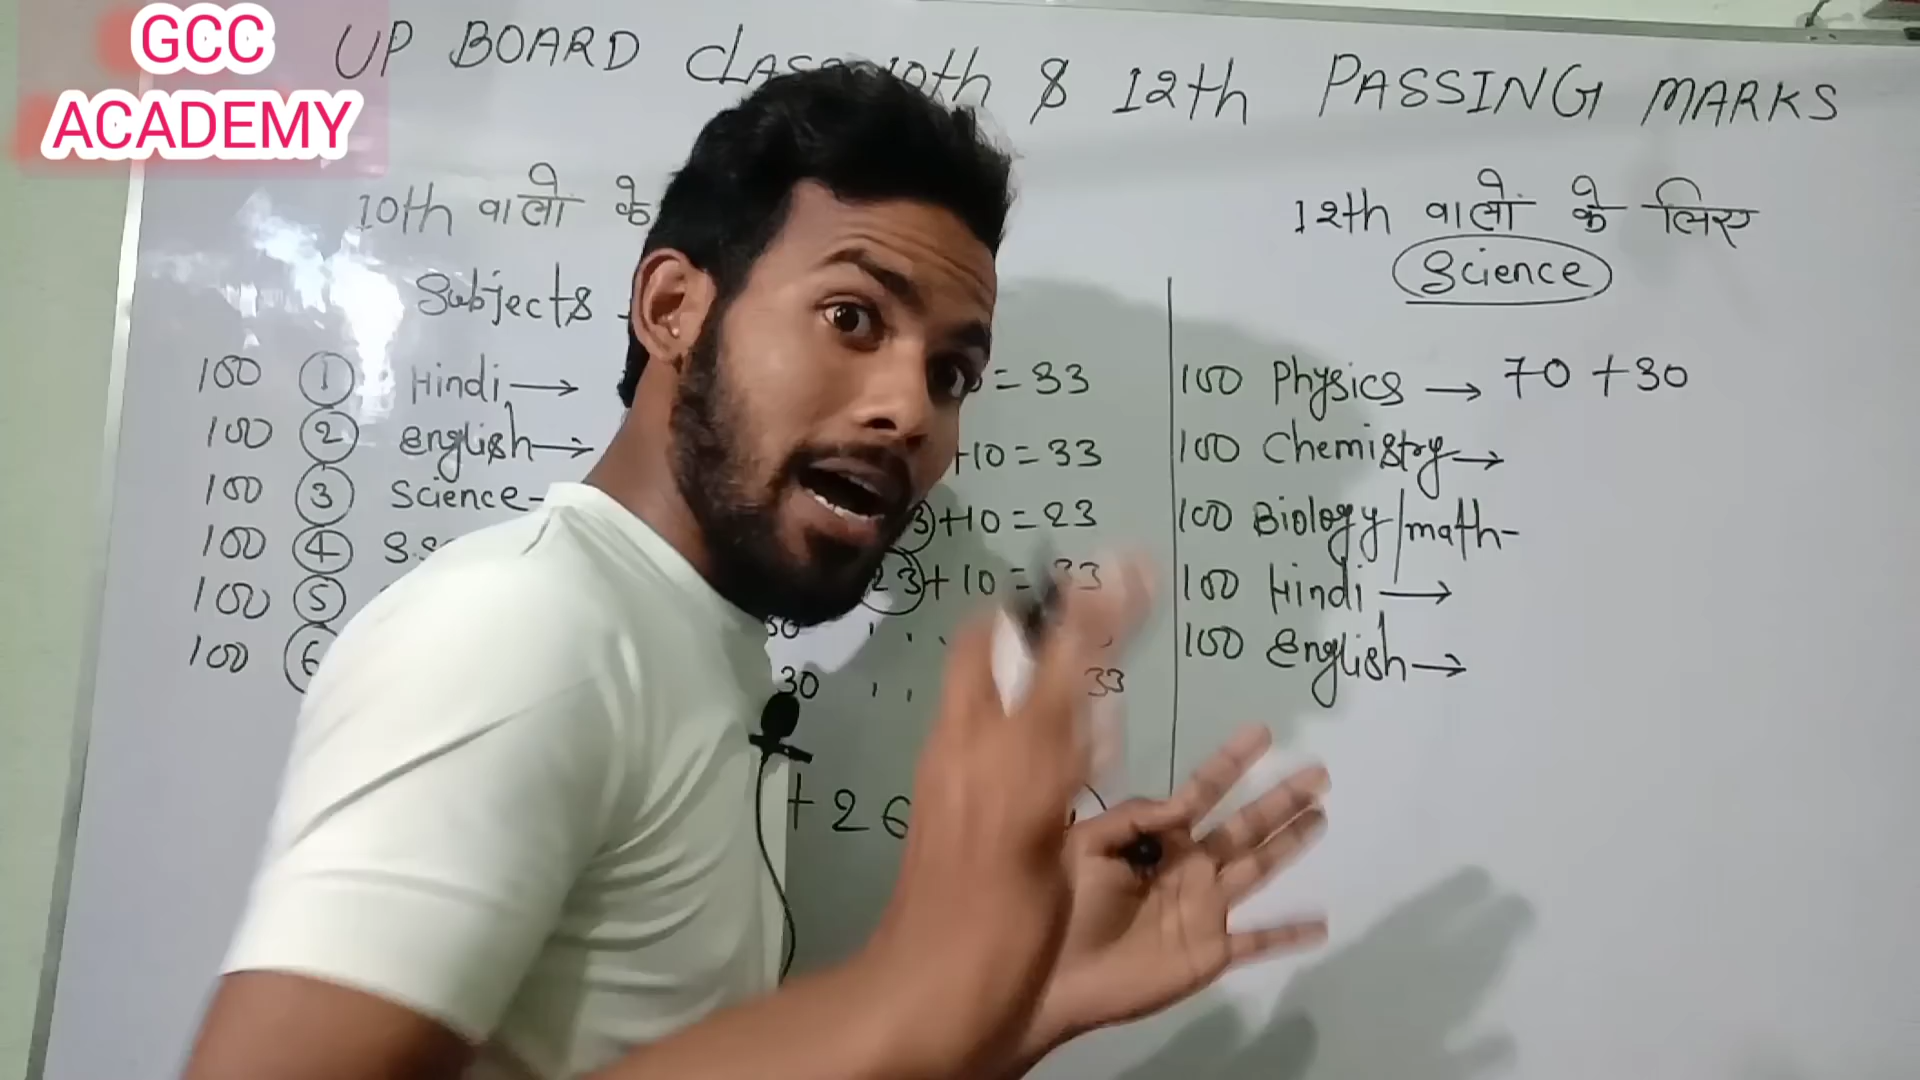 GCC
ACADEMY
UP BOARD CLASS 10th & 12th PASSING MARKS
10th वालो के
Subjects
100 1 Hindi → = 33
100 2 English → +10 = 33
100 3 Science - 3) +10 = 23
100 4 S.S 23 + 10 = 33
100 5 30
100 6 30 33
+ 26
12th वालो के लिए
Science
100 Physics → 70 + 30
100 Chemistry →
100 Biology/math-
100 Hindi →
100 English →